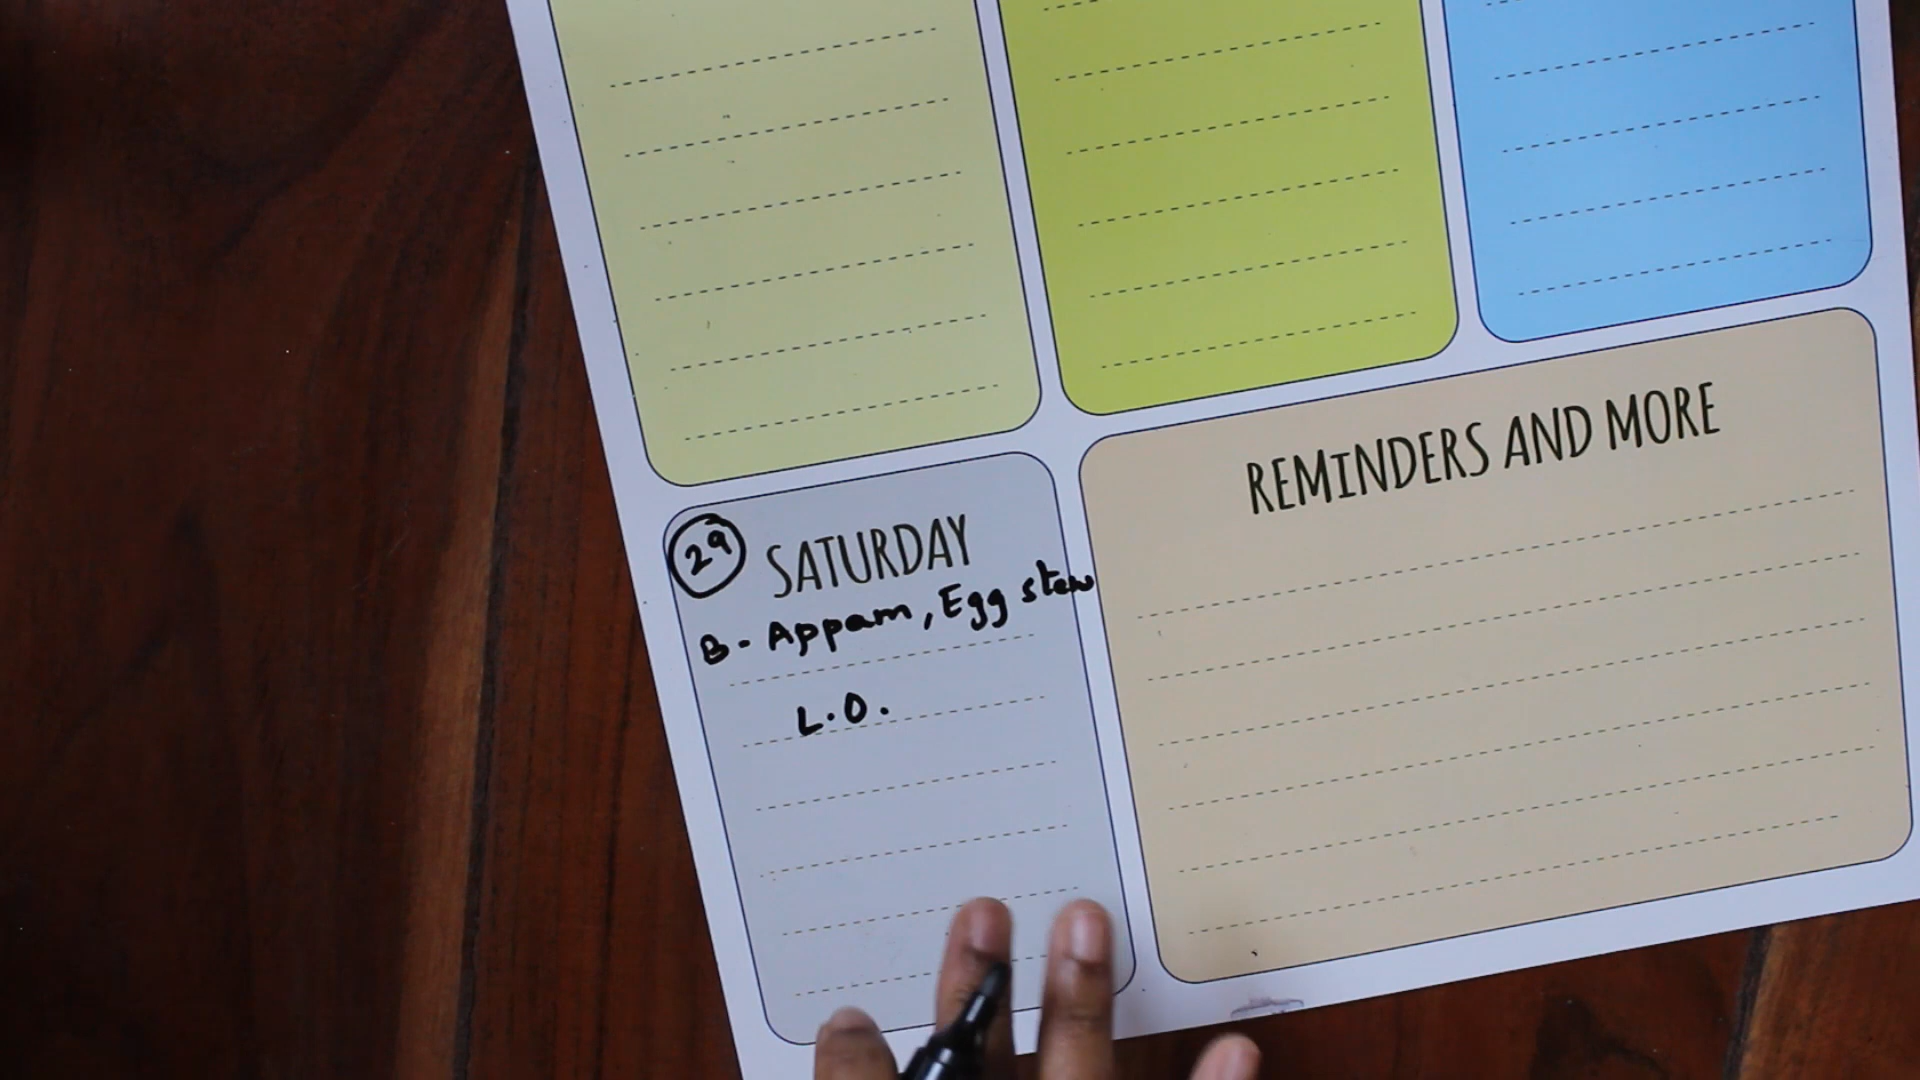 29 SATURDAY
B - Appam, Egg stew
L.O.
REMINDERS AND MORE